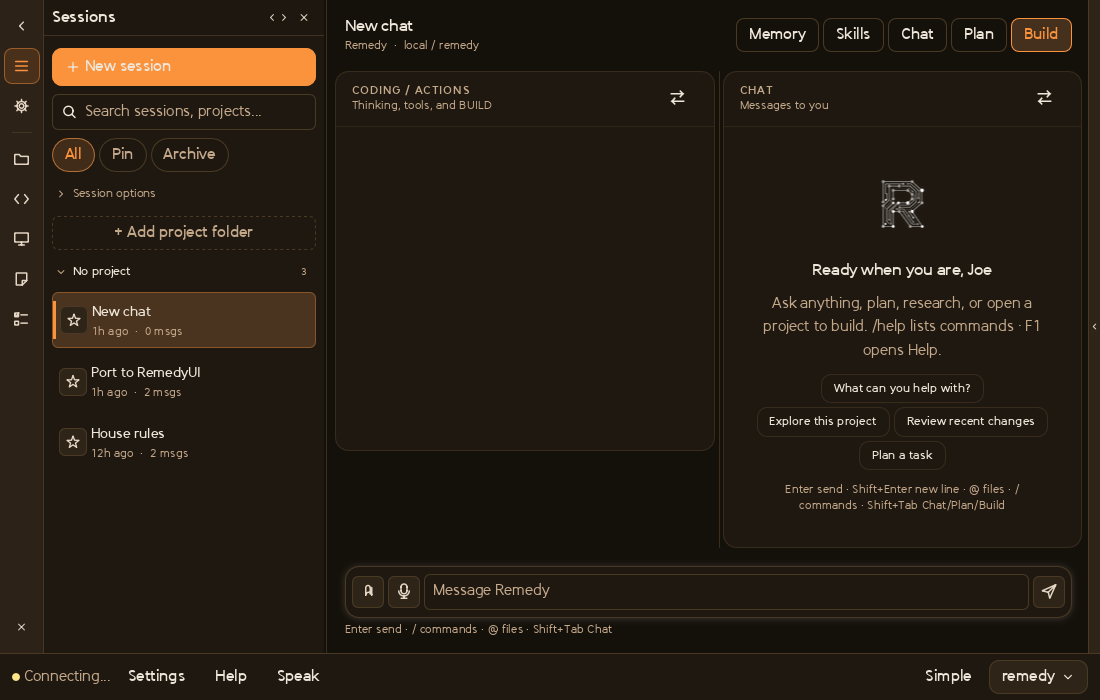 Sessions
New session
Search sessions, projects...
All
Pin
Archive
Session options
+ Add project folder
No project
3
New chat
1h ago · 0 msgs
Port to RemedyUI
1h ago · 2 msgs
House rules
12h ago · 2 msgs
New chat
Remedy · local / remedy
Memory
Skills
Chat
Plan
Build
CODING / ACTIONS
Thinking, tools, and BUILD
CHAT
Messages to you
R
Ready when you are, Joe
Ask anything, plan, research, or open a
project to build. /help lists commands · F1
opens Help.
What can you help with?
Explore this project
Review recent changes
Plan a task
Enter send · Shift+Enter new line · @ files · /
commands · Shift+Tab Chat/Plan/Build
Message Remedy
Enter send · / commands · @ files · Shift+Tab Chat
Connecting...
Settings
Help
Speak
Simple
remedy